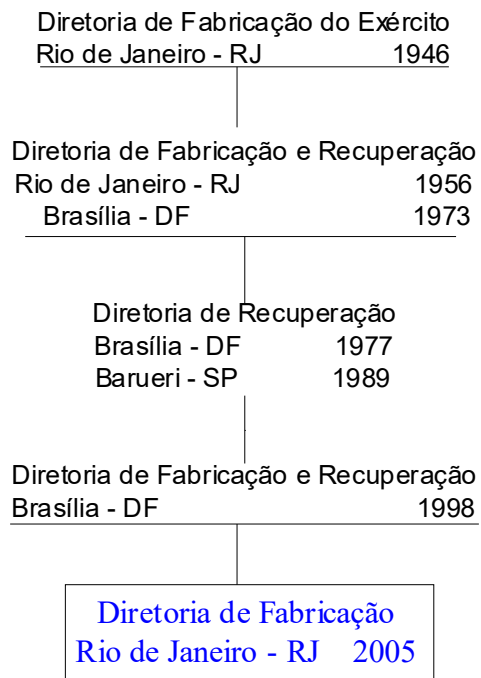 Diretoria de Fabricação do Exército
Rio de Janeiro - RJ 1946
Diretoria de Fabricação e Recuperação
Rio de Janeiro - RJ 1956
Brasília - DF 1973
Diretoria de Recuperação
Brasília - DF 1977
Barueri - SP 1989
Diretoria de Fabricação e Recuperação
Brasília - DF 1998
Diretoria de Fabricação
Rio de Janeiro - RJ 2005